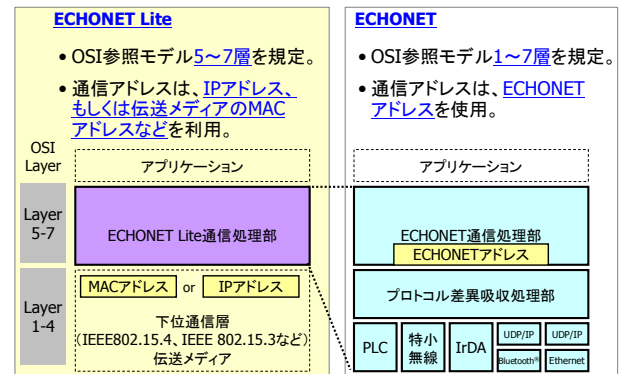 ECHONET Lite
• OSI参照モデル5～7層を規定。
• 通信アドレスは、IPアドレス、
もしくは伝送メディアのMAC
アドレスなどを利用。
OSI
Layer
アプリケーション
Layer
5-7
ECHONET Lite通信処理部
Layer
1-4
MACアドレス or IPアドレス
下位通信層
（IEEE802.15.4、IEEE 802.15.3など）
伝送メディア
ECHONET
• OSI参照モデル1～7層を規定。
• 通信アドレスは、ECHONET
アドレスを使用。
アプリケーション
ECHONET通信処理部
ECHONETアドレス
プロトコル差異吸収処理部
PLC
特小
無線
IrDA
UDP/IP
Bluetooth®
UDP/IP
Ethernet